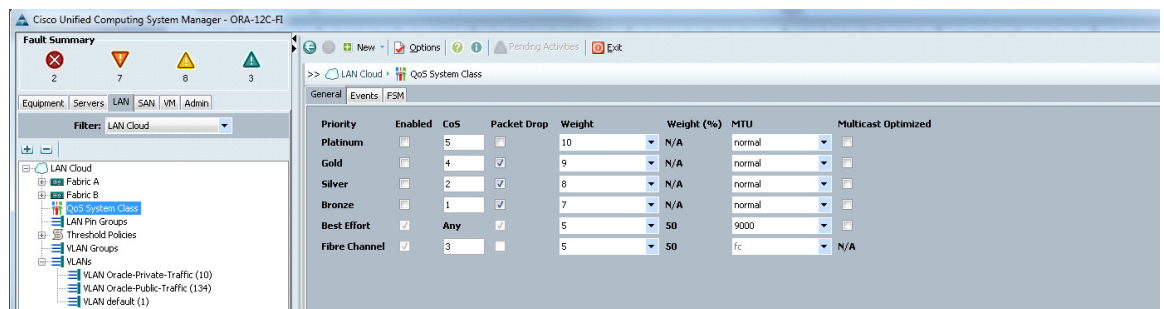 Cisco Unified Computing System Manager - ORA-12C-FI
Fault Summary
2 7 8 3
Equipment Servers LAN SAN VM Admin
Filter: LAN Cloud
LAN Cloud
Fabric A
Fabric B
QoS System Class
LAN Pin Groups
Threshold Policies
VLAN Groups
VLANs
VLAN Oracle-Private-Traffic (10)
VLAN Oracle-Public-Traffic (134)
VLAN default (1)
New Options Pending Activities Exit
>> LAN Cloud QoS System Class
General Events FSM
Priority Enabled CoS Packet Drop Weight Weight (%) MTU Multicast Optimized
Platinum 5 10 N/A normal
Gold 4 9 N/A normal
Silver 2 8 N/A normal
Bronze 1 7 N/A normal
Best Effort Any 5 50 9000
Fibre Channel 3 5 50 fc N/A